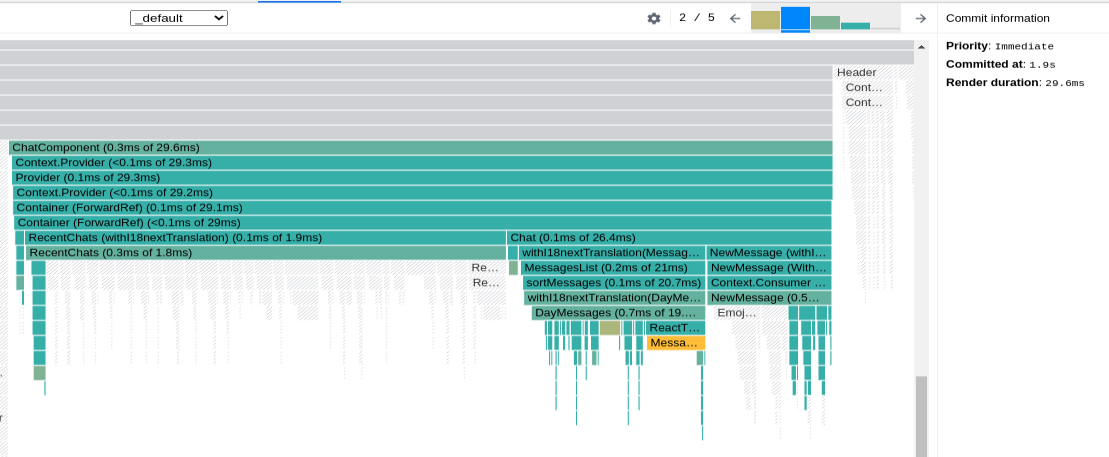 _default
2 / 5
Commit information
Priority: Immediate
Committed at: 1.9s
Render duration: 29.6ms
Header
Cont…
Cont…
ChatComponent (0.3ms of 29.6ms)
Context.Provider (<0.1ms of 29.3ms)
Provider (0.1ms of 29.3ms)
Context.Provider (<0.1ms of 29.2ms)
Container (ForwardRef) (0.1ms of 29.1ms)
Container (ForwardRef) (<0.1ms of 29ms)
RecentChats (withI18nextTranslation) (0.1ms of 1.9ms) Chat (0.1ms of 26.4ms)
RecentChats (0.3ms of 1.8ms) withI18nextTranslation(Messag… NewMessage (withI…
Re… MessagesList (0.2ms of 21ms) NewMessage (With…
Re… sortMessages (0.1ms of 20.7ms) Context.Consumer …
withI18nextTranslation(DayMe… NewMessage (0.5…
DayMessages (0.7ms of 19.… Emoj…
ReactT…
Messa…